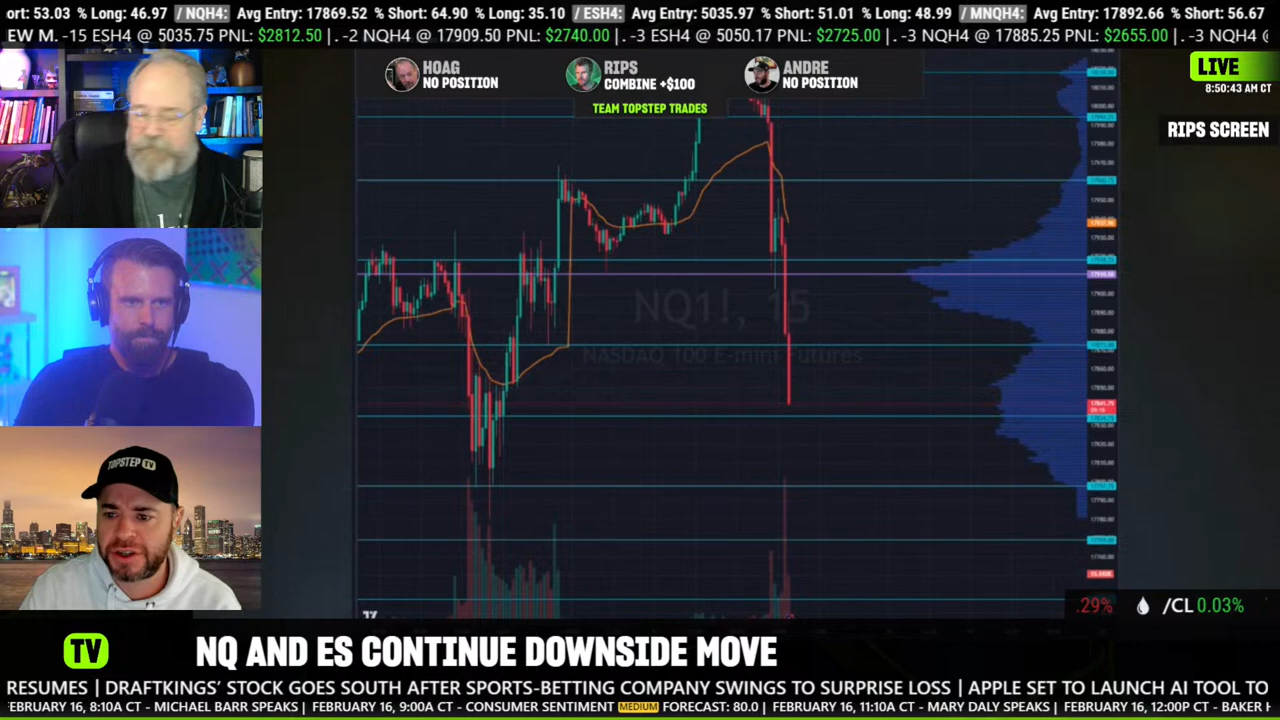 ort: 53.03 % Long: 46.97 /NQH4: Avg Entry: 17869.52 % Short: 64.90 % Long: 35.10 /ESH4: Avg Entry: 5035.97 % Short: 51.01 % Long: 48.99 /MNQH4: Avg Entry: 17892.66 % Short: 56.67
EW M. -15 ESH4 @ 5035.75 PNL: $2812.50 |. -2 NQH4 @ 17909.50 PNL: $2740.00 |. -3 ESH4 @ 5050.17 PNL: $2725.00 |. -3 NQH4 @ 17885.25 PNL: $2655.00 |. -3 NQH4 @
HOAG
NO POSITION
RIPS
COMBINE +$100
ANDRE
NO POSITION
TEAM TOPSTEP TRADES
LIVE
8:50:43 AM CT
RIPS SCREEN
NQ1!, 15
NASDAQ 100 E-mini Futures
TOPSTEP TV
.29% /CL 0.03%
TV
NQ AND ES CONTINUE DOWNSIDE MOVE
RESUMES | DRAFTKINGS' STOCK GOES SOUTH AFTER SPORTS-BETTING COMPANY SWINGS TO SURPRISE LOSS | APPLE SET TO LAUNCH AI TOOL TO
EBRUARY 16, 8:10A CT - MICHAEL BARR SPEAKS | FEBRUARY 16, 9:00A CT - CONSUMER SENTIMENT MEDIUM FORECAST: 80.0 | FEBRUARY 16, 11:10A CT - MARY DALY SPEAKS | FEBRUARY 16, 12:00P CT - BAKER H